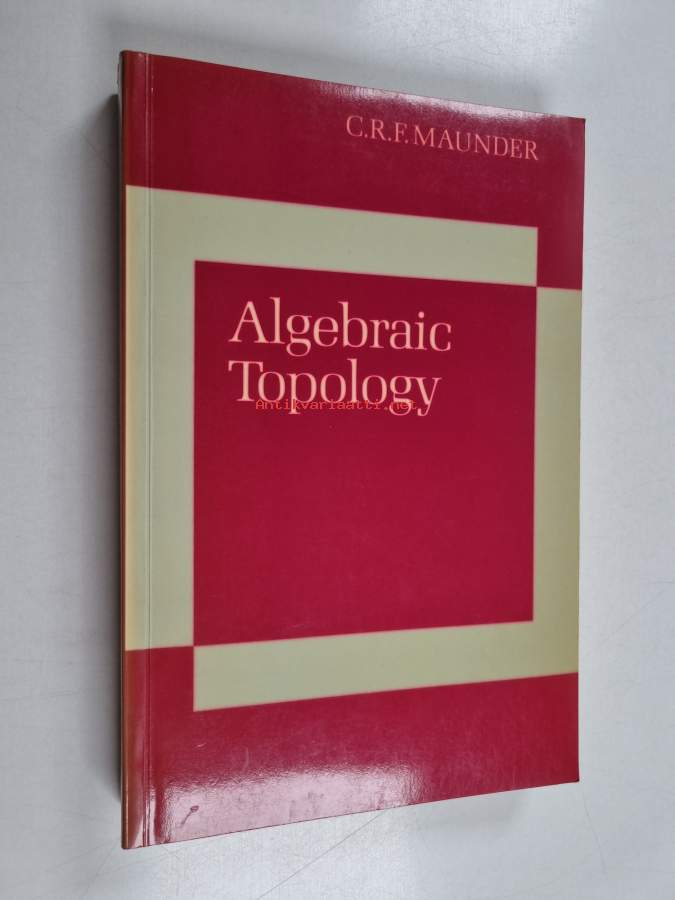 C.R.F. MAUNDER
Algebraic
Topology
Antikvariaatti.net